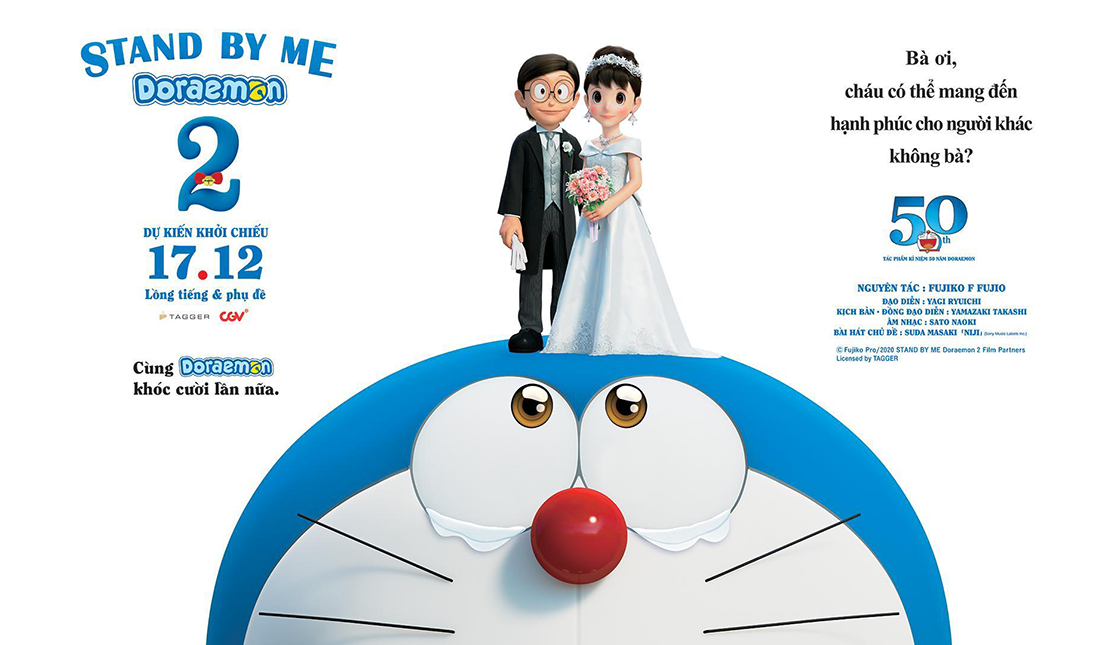 STAND BY ME
Doraemon
2
DỰ KIẾN KHỞI CHIẾU
17.12
Lồng tiếng & phụ đề
TAGGER CGV
Cùng Doraemon
khóc cười lần nữa.
Bà ơi,
cháu có thể mang đến
hạnh phúc cho người khác
không bà?
50th
TÁC PHẨM KỈ NIỆM 50 NĂM DORAEMON
NGUYÊN TÁC : FUJIKO F FUJIO
ĐẠO DIỄN : YAGI RYUICHI
KỊCH BẢN • ĐỒNG ĐẠO DIỄN : YAMAZAKI TAKASHI
ÂM NHẠC : SATO NAOKI
BÀI HÁT CHỦ ĐỀ : SUDA MASAKI「NIJI」(Sony Music Labels Inc.)
©Fujiko Pro/2020 STAND BY ME Doraemon 2 Film Partners
Licensed by TAGGER